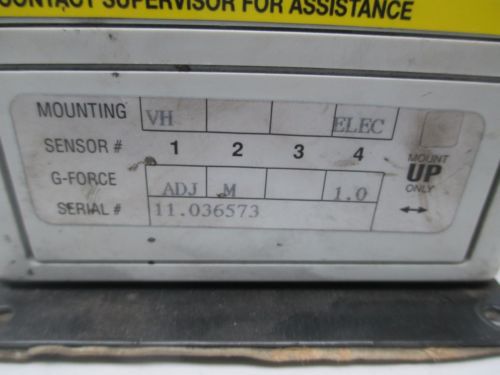 CONTACT SUPERVISOR FOR ASSISTANCE
MOUNTING VH ELEC
SENSOR # 1 2 3 4
G-FORCE ADJ M 1.0
SERIAL # 11.036573
MOUNT
UP
ONLY